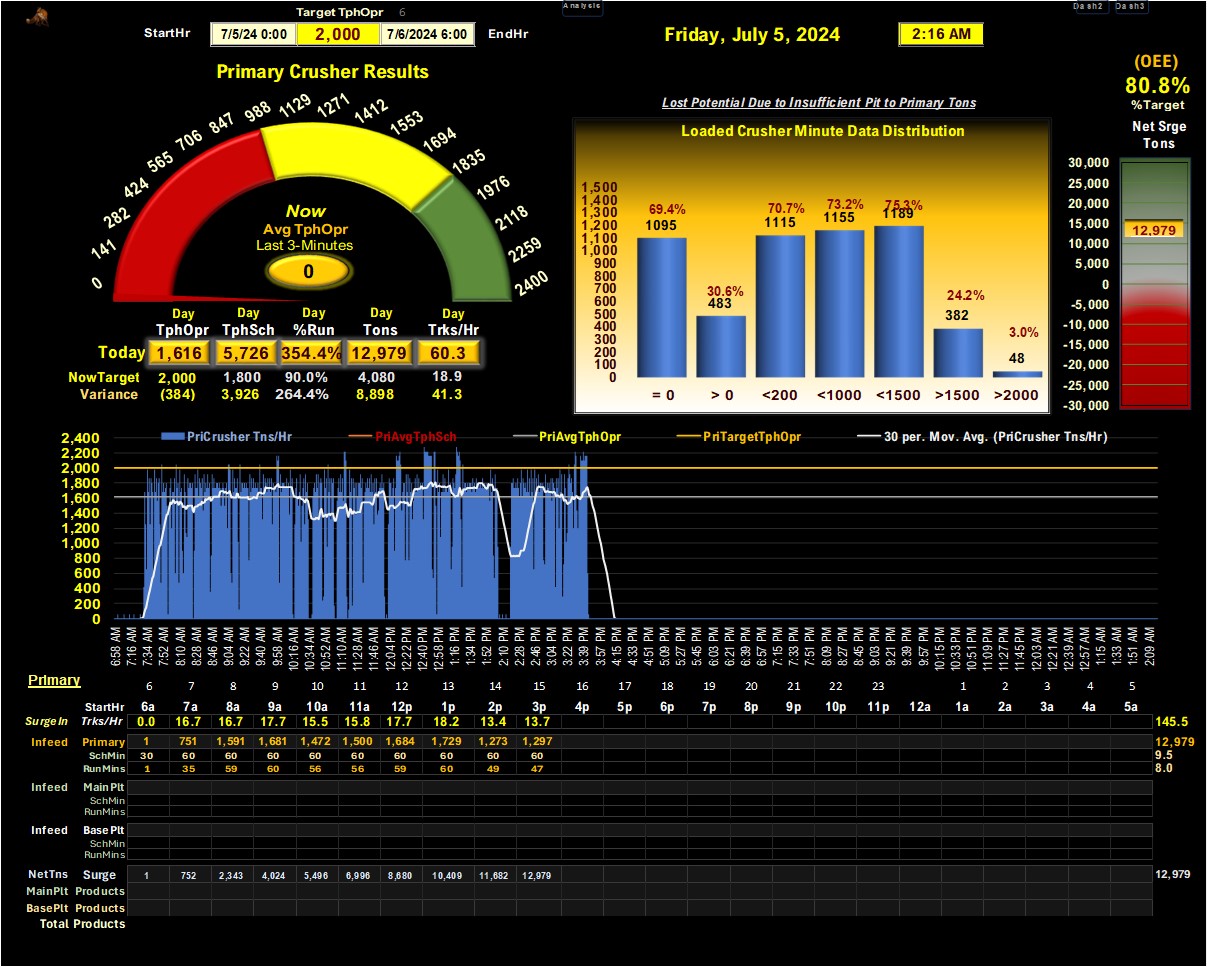 Analysis
Dash2 Dash3
Target TphOpr 6
StartHr 7/5/24 0:00 2,000 7/6/2024 6:00 EndHr
Friday, July 5, 2024
2:16 AM
Primary Crusher Results
988 1129 1271 1412 1553 1694 1835 1976 2118 2259 2400
847
706
565
424
282
141
0
Now
Avg TphOpr
Last 3-Minutes
0
Day Day Day Day Day
TphOpr TphSch %Run Tons Trks/Hr
Today 1,616 5,726 354.4% 12,979 60.3
NowTarget 2,000 1,800 90.0% 4,080 18.9
Variance (384) 3,926 264.4% 8,898 41.3
Lost Potential Due to Insufficient Pit to Primary Tons
Loaded Crusher Minute Data Distribution
1,500
1,400
1,300
1,200
1,100
1,000
900
800
700
600
500
400
300
200
100
0
69.4% 30.6% 70.7% 73.2% 75.3% 24.2% 3.0%
1095 483 1115 1155 1189 382 48
= 0 > 0 <200 <1000 <1500 >1500 >2000
(OEE)
80.8%
%Target
Net Srge
Tons
30,000
25,000
20,000
15,000
10,000
5,000
0
-5,000
-10,000
-15,000
-20,000
-25,000
-30,000
12,979
PriCrusher Tns/Hr PriAvgTphSch PriAvgTphOpr PriTargetTphOpr 30 per. Mov. Avg. (PriCrusher Tns/Hr)
2,400
2,200
2,000
1,800
1,600
1,400
1,200
1,000
800
600
400
200
0
6:58 AM 7:16 AM 7:34 AM 7:52 AM 8:10 AM 8:28 AM 8:46 AM 9:04 AM 9:22 AM 9:40 AM 9:58 AM 10:16 AM 10:34 AM 10:52 AM 11:10 AM 11:28 AM 11:46 AM 12:04 PM 12:22 PM 12:40 PM 12:58 PM 1:16 PM 1:34 PM 1:52 PM 2:10 PM 2:28 PM 2:46 PM 3:04 PM 3:21 PM 3:39 PM 3:57 PM 4:15 PM 4:33 PM 4:51 PM 5:09 PM 5:27 PM 5:45 PM 6:03 PM 6:21 PM 6:39 PM 6:57 PM 7:15 PM 7:33 PM 7:51 PM 8:09 PM 8:27 PM 8:45 PM 9:03 PM 9:21 PM 9:39 PM 9:57 PM 10:15 PM 10:33 PM 10:51 PM 11:09 PM 11:27 PM 11:45 PM 12:03 AM 12:21 AM 12:39 AM 12:57 AM 1:15 AM 1:33 AM 1:51 AM 2:09 AM
Primary
6 7 8 9 10 11 12 13 14 15 16 17 18 19 20 21 22 23 1 2 3 4 5
StartHr 6a 7a 8a 9a 10a 11a 12p 1p 2p 3p 4p 5p 6p 7p 8p 9p 10p 11p 12a 1a 2a 3a 4a 5a
SurgeIn Trks/Hr 0.0 16.7 16.7 17.7 15.5 15.8 17.7 18.2 13.4 13.7 145.5
Infeed Primary 1 751 1,591 1,681 1,472 1,500 1,684 1,729 1,273 1,297 12,979
SchMin 30 60 60 60 60 60 60 60 60 60 9.5
RunMins 1 35 59 60 56 56 59 60 49 47 8.0
Infeed Main Plt
SchMin
RunMins
Infeed Base Plt
SchMin
RunMins
NetTns Surge 1 752 2,343 4,024 5,496 6,996 8,680 10,409 11,682 12,979 12,979
MainPlt Products
BasePlt Products
Total Products